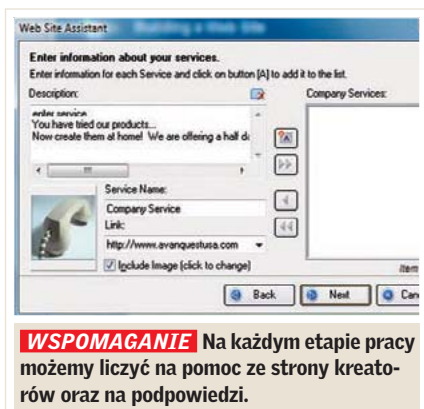 Web Site Assistant
Enter information about your services.
Enter information for each Service and click on button [A] to add it to the list.
Description:
Company Services:
enter service
You have tried our products...
Now create them at home! We are offering a half d
Service Name:
Company Service
Link:
http://www.avanquestusa.com
Include Image (click to change)
Item
Back
Next
Can
WSPOMAGANIE Na każdym etapie pracy
możemy liczyć na pomoc ze strony kreato-
rów oraz na podpowiedzi.